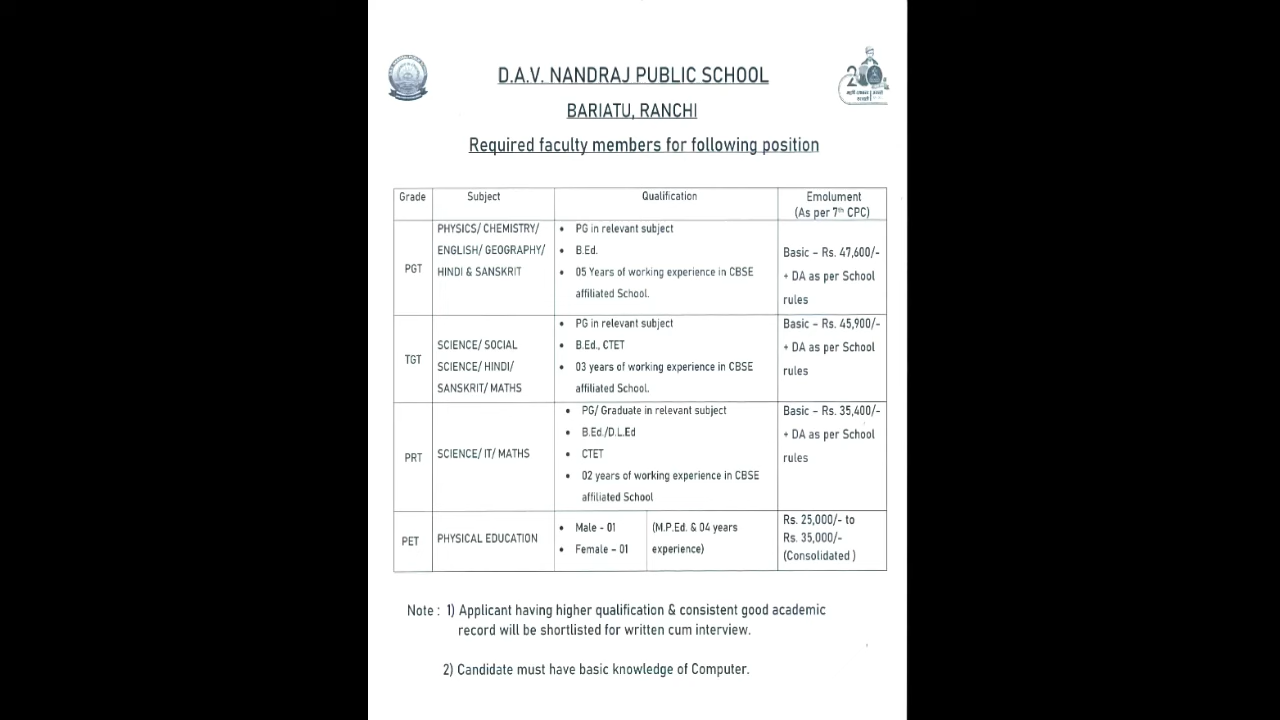 D.A.V. NANDRAJ PUBLIC SCHOOL
BARIATU, RANCHI
Required faculty members for following position
Grade Subject Qualification Emolument
(As per 7th CPC)
PGT
PHYSICS/ CHEMISTRY/
ENGLISH/ GEOGRAPHY/
HINDI & SANSKRIT
• PG in relevant subject
• B.Ed.
• 05 Years of working experience in CBSE
affiliated School.
Basic – Rs. 47,600/-
+ DA as per School
rules
TGT
SCIENCE/ SOCIAL
SCIENCE/ HINDI/
SANSKRIT/ MATHS
• PG in relevant subject
• B.Ed., CTET
• 03 years of working experience in CBSE
affiliated School.
Basic – Rs. 45,900/-
+ DA as per School
rules
PRT
SCIENCE/ IT/ MATHS
• PG/ Graduate in relevant subject
• B.Ed./D.L.Ed
• CTET
• 02 years of working experience in CBSE
affiliated School
Basic – Rs. 35,400/-
+ DA as per School
rules
PET
PHYSICAL EDUCATION
• Male - 01
• Female – 01
(M.P.Ed. & 04 years
experience)
Rs. 25,000/- to
Rs. 35,000/-
(Consolidated )
Note : 1) Applicant having higher qualification & consistent good academic
record will be shortlisted for written cum interview.
2) Candidate must have basic knowledge of Computer.